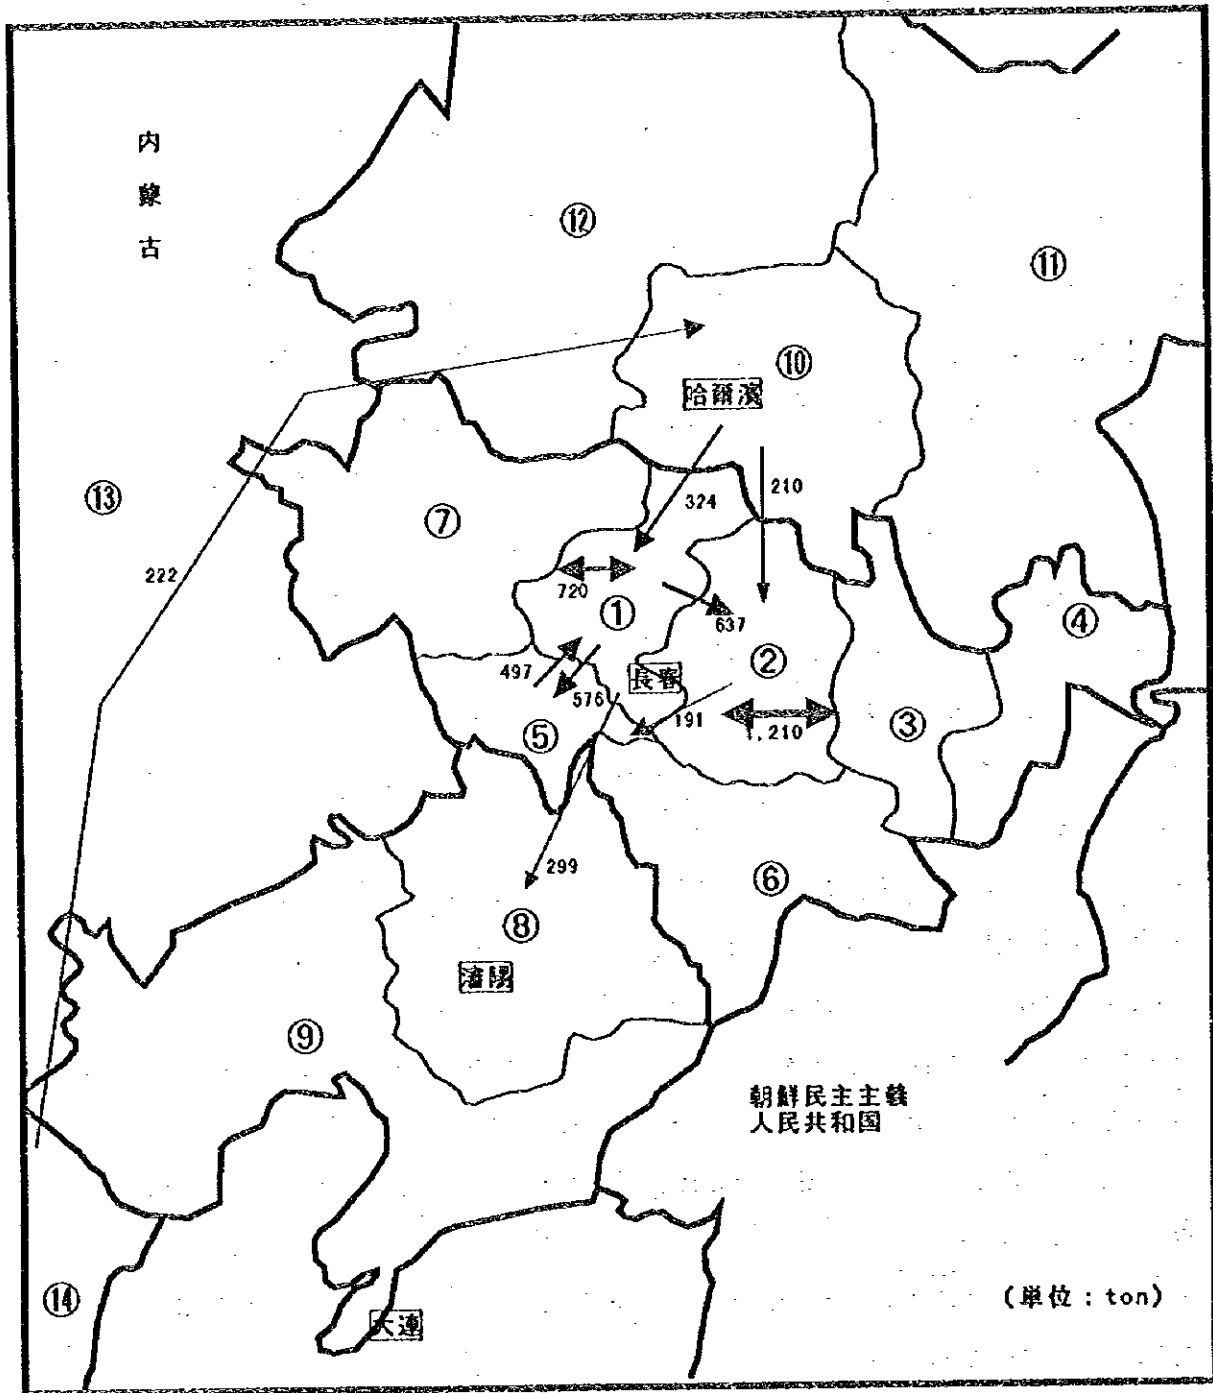 内
蒙
古
⑫
⑪
⑩
哈爾濱
⑬
⑦
324
210
222
720
①
637
④
②
497
長春
576
191
⑤
1,210
③
299
⑥
⑧
瀋陽
⑨
朝鮮民主主義
人民共和国
⑭
大連
(単位：ton)